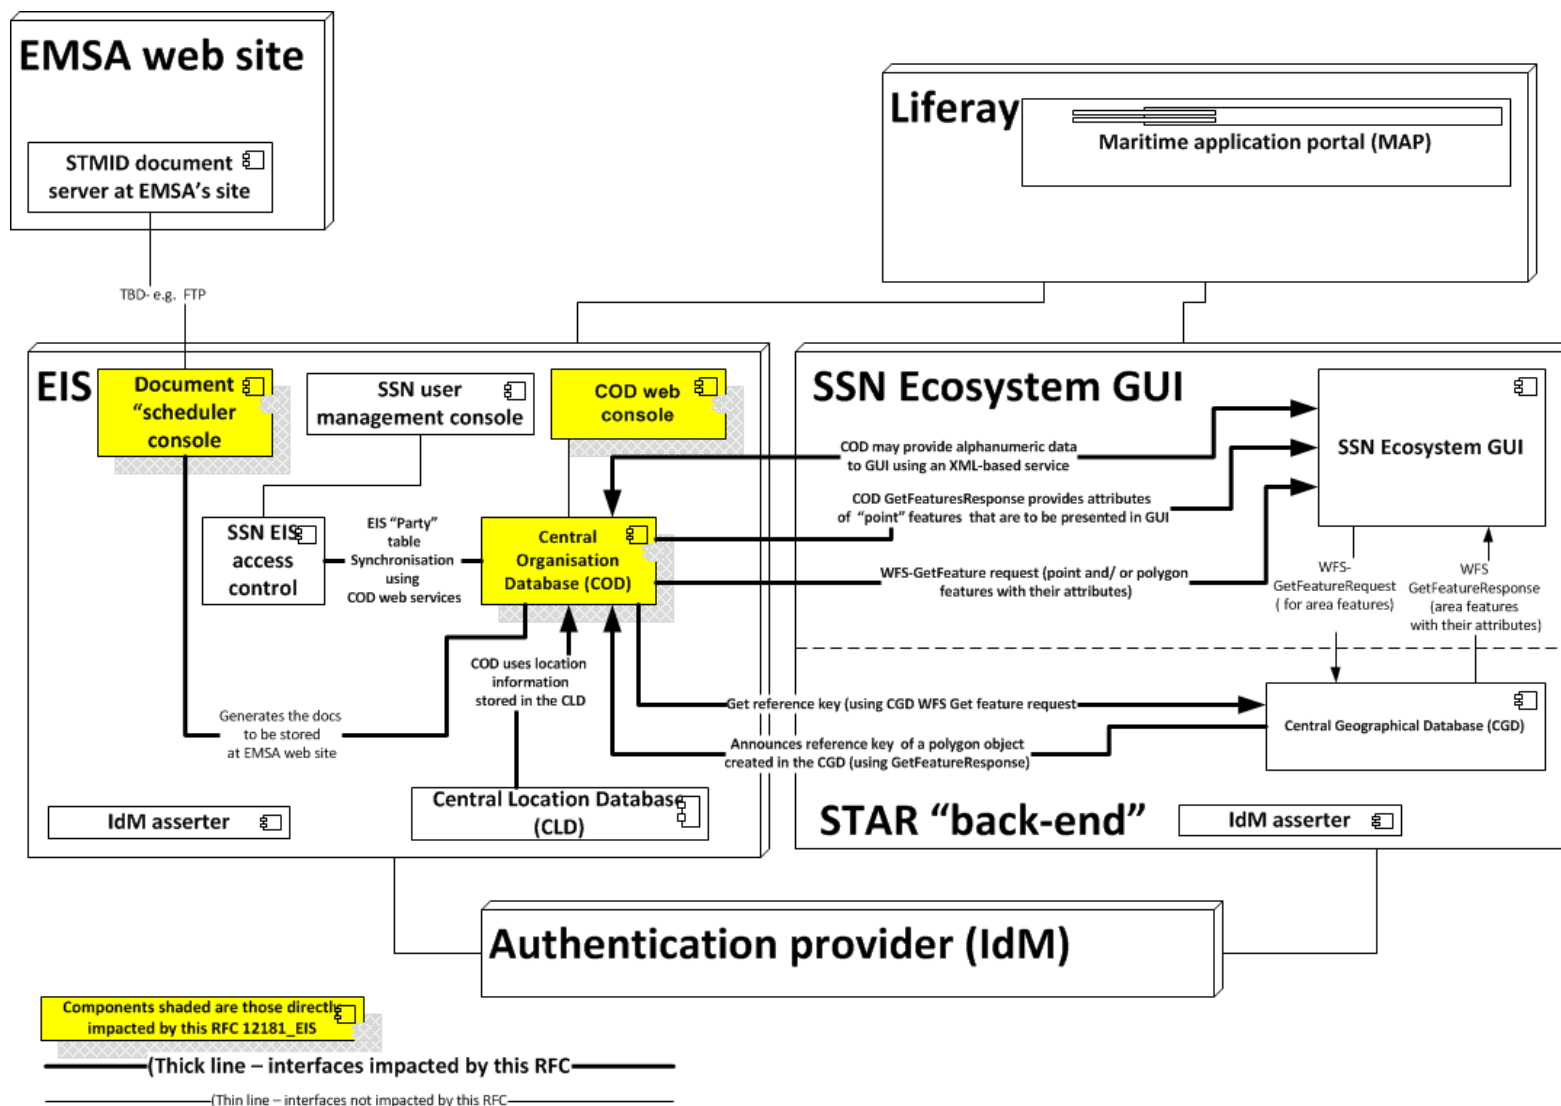 EMSA web site
STMID document
server at EMSA's site
TBD- e.g. FTP
Liferay
Maritime application portal (MAP)
EIS
Document
“scheduler
console
SSN user
management console
COD web
console
SSN EIS
access
control
EIS “Party”
table
Synchronisation
using
COD web services
Central
Organisation
Database (COD)
COD uses location
information
stored in the CLD
Generates the docs
to be stored
at EMSA web site
Central Location Database
(CLD)
IdM asserter
SSN Ecosystem GUI
COD may provide alphanumeric data
to GUI using an XML-based service
COD GetFeaturesResponse provides attributes
of “point” features that are to be presented in GUI
WFS-GetFeature request (point and/ or polygon
features with their attributes)
SSN Ecosystem GUI
WFS-
GetFeatureRequest
( for area features)
WFS
GetFeatureResponse
(area features
with their attributes)
Get reference key (using CGD WFS Get feature request
Announces reference key of a polygon object
created in the CGD (using GetFeatureResponse)
Central Geographical Database (CGD)
STAR “back-end”
IdM asserter
Authentication provider (IdM)
Components shaded are those directly
impacted by this RFC 12181_EIS
(Thick line – interfaces impacted by this RFC
(Thin line – interfaces not impacted by this RFC